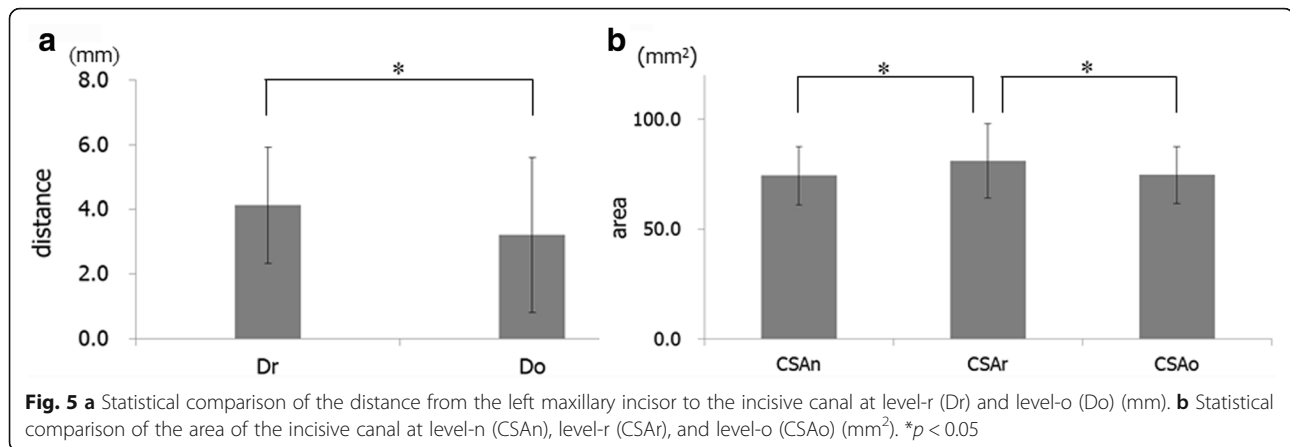 a
(mm)
8.0
6.0
4.0
2.0
0.0
distance
*
Dr
Do
b
(mm²)
100.0
50.0
0.0
area
*
*
CSAn
CSAr
CSAo
Fig. 5 a Statistical comparison of the distance from the left maxillary incisor to the incisive canal at level-r (Dr) and level-o (Do) (mm). b Statistical
comparison of the area of the incisive canal at level-n (CSAn), level-r (CSAr), and level-o (CSAo) (mm²). *p < 0.05